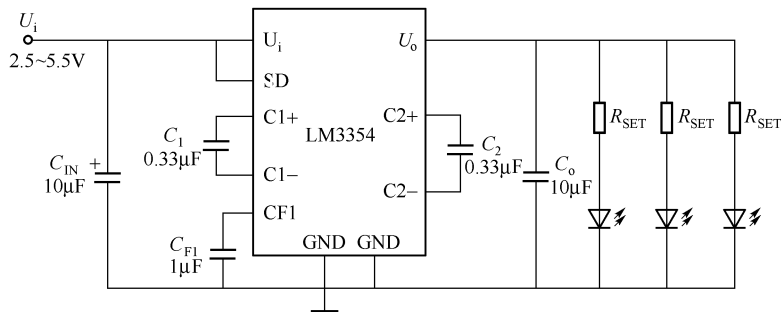 Ui
2.5~5.5V
Ui
SD
C1+
C1−
CF1
LM3354
Uo
C2+
C2−
GND GND
C1
0.33μF
CIN +
10μF
CF1
1μF
C2
0.33μF
Co
10μF
RSET
RSET
RSET